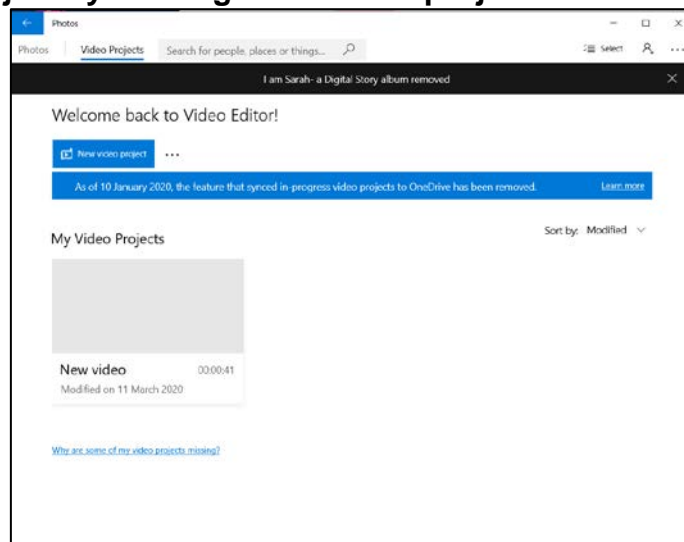 Photos
Photos Video Projects Search for people, places or things... Select
I am Sarah- a Digital Story album removed
Welcome back to Video Editor!
New video project ...
As of 10 January 2020, the feature that synced in-progress video projects to OneDrive has been removed. Learn more
My Video Projects Sort by: Modified
New video 00:00:41
Modified on 11 March 2020
Why are some of my video projects missing?